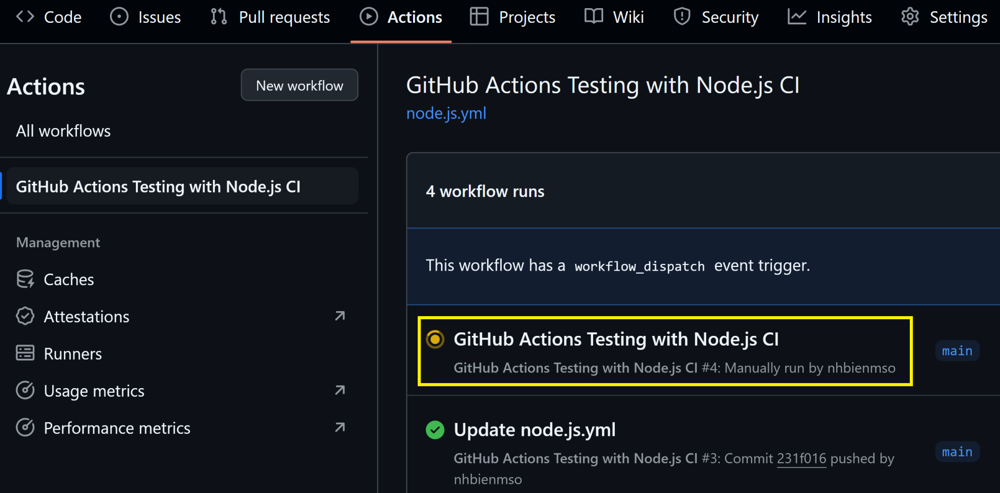 Code Issues Pull requests Actions Projects Wiki Security Insights Settings
Actions
New workflow
All workflows
GitHub Actions Testing with Node.js CI
Management
Caches
Attestations
Runners
Usage metrics
Performance metrics
GitHub Actions Testing with Node.js CI
node.js.yml
4 workflow runs
This workflow has a workflow_dispatch event trigger.
GitHub Actions Testing with Node.js CI
GitHub Actions Testing with Node.js CI #4: Manually run by nhbienmso
main
Update node.js.yml
GitHub Actions Testing with Node.js CI #3: Commit 231f016 pushed by
nhbienmso
main